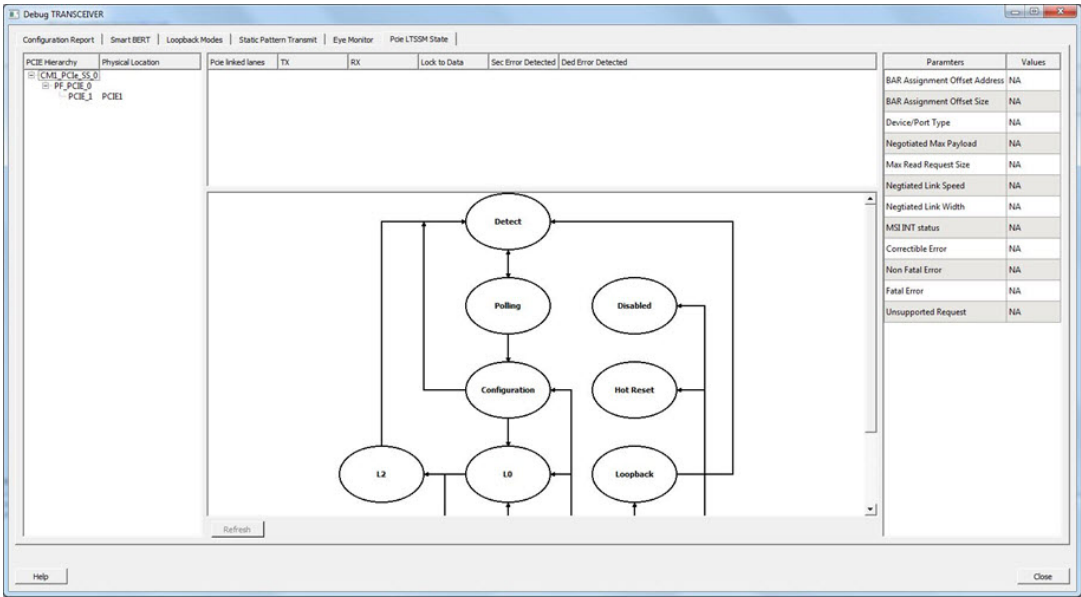 Debug TRANSCEIVER
Configuration Report | Smart BERT | Loopback Modes | Static Pattern Transmit | Eye Monitor | Pcie LTSSM State
PCIE Hierarchy Physical Location
CM1_PCIe_SS_0
PF_PCIE_0
PCIE_1 PCIE1
Pcie linked lanes TX RX Lock to Data Sec Error Detected Ded Error Detected
Detect
Polling
Disabled
Configuration
Hot Reset
L2
L0
Loopback
Refresh
Paramters Values
BAR Assignment Offset Address NA
BAR Assignment Offset Size NA
Device/Port Type NA
Negotiated Max Payload NA
Max Read Request Size NA
Negtiated Link Speed NA
Negtiated Link Width NA
MSI INT status NA
Correctible Error NA
Non Fatal Error NA
Fatal Error NA
Unsupported Request NA
Help
Close